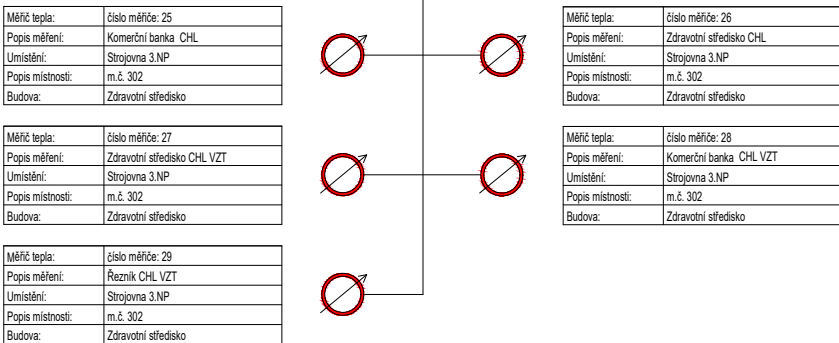 Měřič tepla: číslo měřiče: 25
Popis měření: Komerční banka CHL
Umístění: Strojovna 3.NP
Popis místnosti: m.č. 302
Budova: Zdravotní středisko
Měřič tepla: číslo měřiče: 26
Popis měření: Zdravotní středisko CHL
Umístění: Strojovna 3.NP
Popis místnosti: m.č. 302
Budova: Zdravotní středisko
Měřič tepla: číslo měřiče: 27
Popis měření: Zdravotní středisko CHL VZT
Umístění: Strojovna 3.NP
Popis místnosti: m.č. 302
Budova: Zdravotní středisko
Měřič tepla: číslo měřiče: 28
Popis měření: Komerční banka CHL VZT
Umístění: Strojovna 3.NP
Popis místnosti: m.č. 302
Budova: Zdravotní středisko
Měřič tepla: číslo měřiče: 29
Popis měření: Řezník CHL VZT
Umístění: Strojovna 3.NP
Popis místnosti: m.č. 302
Budova: Zdravotní středisko